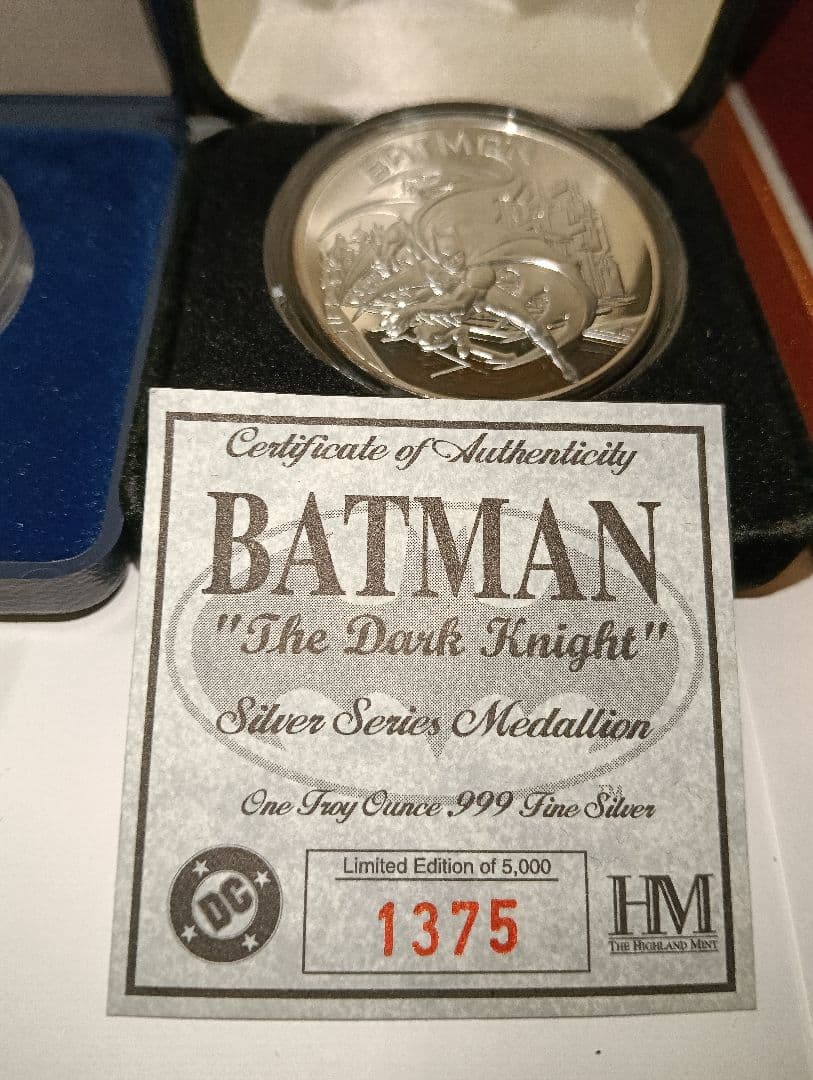 BATMAN
Certificate of Authenticity
BATMAN
"The Dark Knight"
Silver Series Medallion
One Troy Ounce .999 Fine Silver
TM
DC
Limited Edition of 5,000
1375
HM
THE HIGHLAND MINT